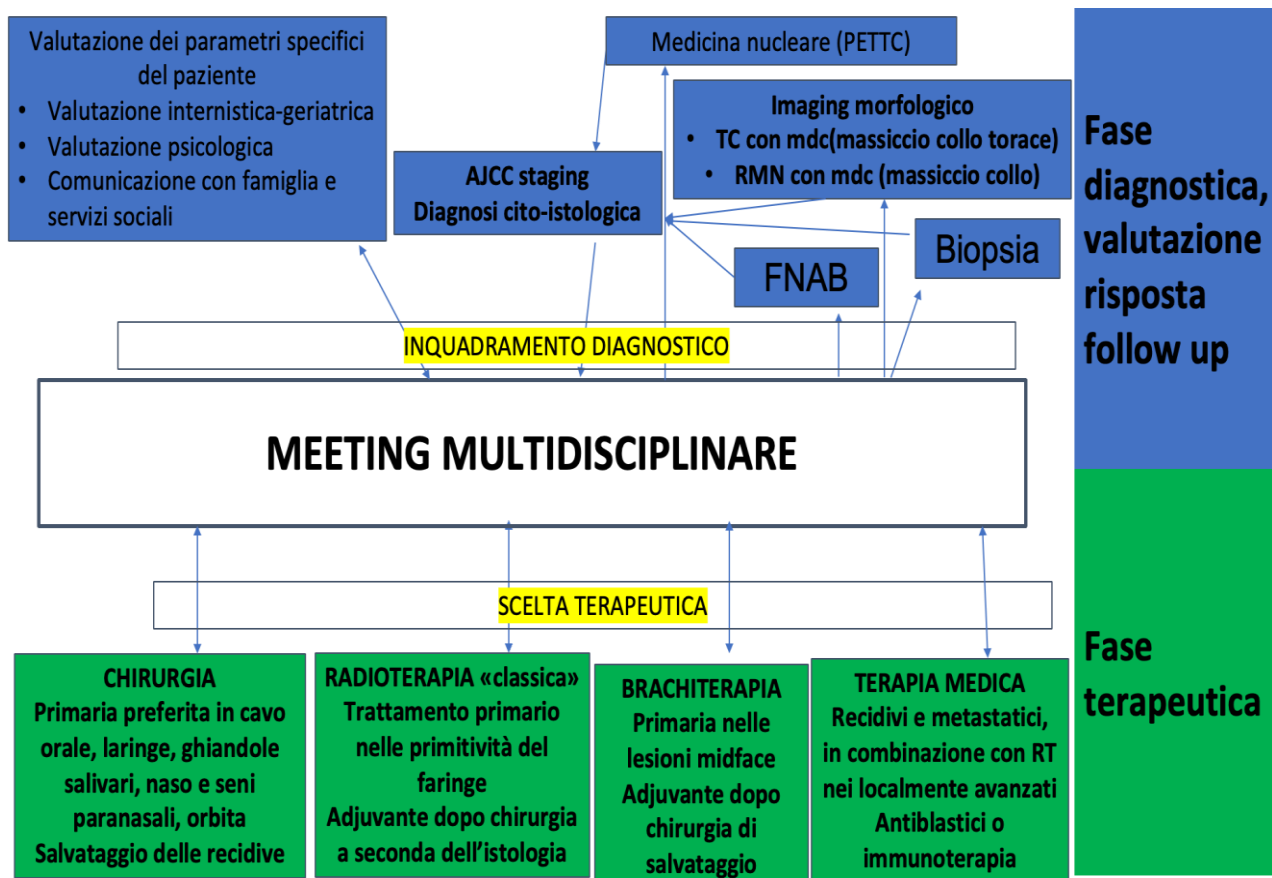 Valutazione dei parametri specifici
del paziente
• Valutazione internistica-geriatrica
• Valutazione psicologica
• Comunicazione con famiglia e
servizi sociali
Medicina nucleare (PETTC)
Imaging morfologico
• TC con mdc(massiccio collo torace)
• RMN con mdc (massiccio collo)
AJCC staging
Diagnosi cito-istologica
FNAB
Biopsia
Fase
diagnostica,
valutazione
risposta
follow up
INQUADRAMENTO DIAGNOSTICO
MEETING MULTIDISCIPLINARE
SCELTA TERAPEUTICA
CHIRURGIA
Primaria preferita in cavo
orale, laringe, ghiandole
salivari, naso e seni
paranasali, orbita
Salvataggio delle recidive
RADIOTERAPIA «classica»
Trattamento primario
nelle primitività del
faringe
Adjuvante dopo chirurgia
a seconda dell'istologia
BRACHITERAPIA
Primaria nelle
lesioni midface
Adjuvante dopo
chirurgia di
salvataggio
TERAPIA MEDICA
Recidivi e metastatici,
in combinazione con RT
nei localmente avanzati
Antiblastici o
immunoterapia
Fase
terapeutica